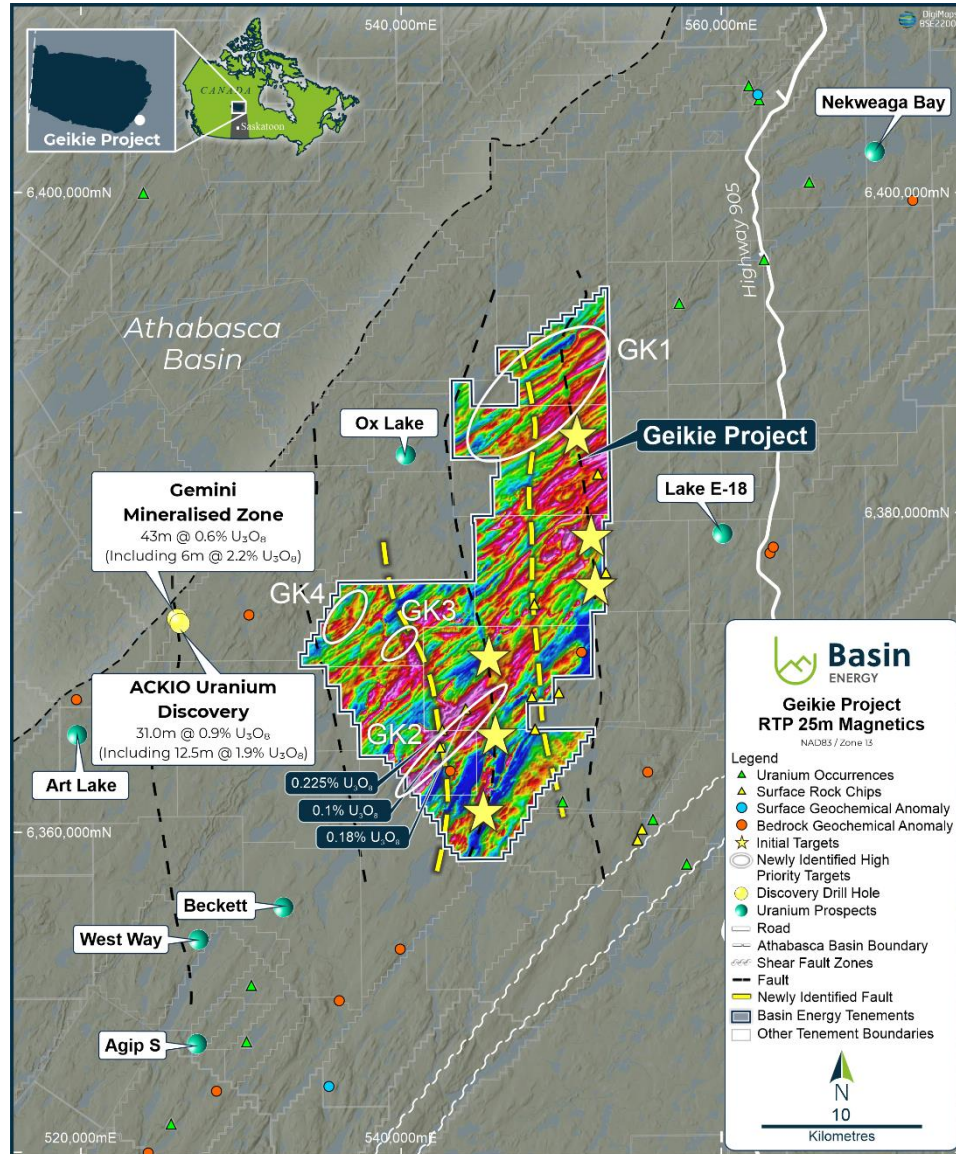 540,000mE
560,000mE
DigiMaps
BSE2200
CANADA
Saskatoon
Geikie Project
Nekweaga Bay
6,400,000mN
6,400,000mN
Highway 905
Athabasca
Basin
GK1
Ox Lake
Geikie Project
Lake E-18
Gemini
Mineralised Zone
43m @ 0.6% U₃O₈
(Including 6m @ 2.2% U₃O₈)
6,380,000mN
GK4
GK3
ACKIO Uranium
Discovery
31.0m @ 0.9% U₃O₈
(Including 12.5m @ 1.9% U₃O₈)
GK2
Art Lake
0.225% U₃O₈
0.1% U₃O₈
0.18% U₃O₈
6,360,000mN
Beckett
West Way
Agip S
520,000mE
540,000mE
Basin
ENERGY
Geikie Project
RTP 25m Magnetics
NAD83 / Zone 13
Legend
Uranium Occurrences
Surface Rock Chips
Surface Geochemical Anomaly
Bedrock Geochemical Anomaly
Initial Targets
Newly Identified High
Priority Targets
Discovery Drill Hole
Uranium Prospects
Road
Athabasca Basin Boundary
Shear Fault Zones
Fault
Newly Identified Fault
Basin Energy Tenements
Other Tenement Boundaries
N
10
Kilometres